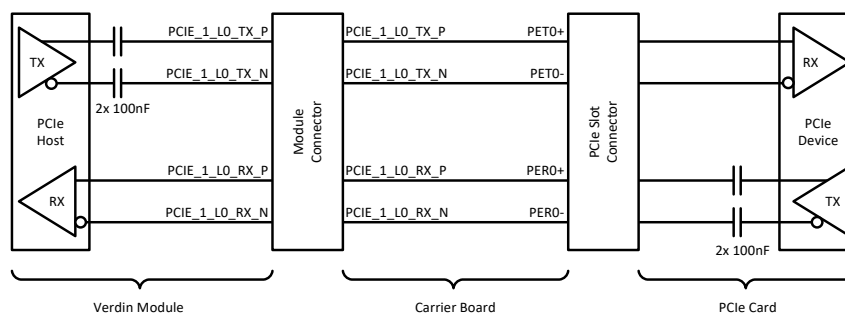 PCIE_1_L0_TX_P
PCIE_1_L0_TX_P
PET0+
TX
RX
PCIE_1_L0_TX_N
PCIE_1_L0_TX_N
PET0-
2x 100nF
PCIe
Host
Module
Connector
PCIe Slot
Connector
PCIe
Device
PCIE_1_L0_RX_P
PCIE_1_L0_RX_P
PER0+
RX
TX
PCIE_1_L0_RX_N
PCIE_1_L0_RX_N
PER0-
2x 100nF
Verdin Module
Carrier Board
PCIe Card